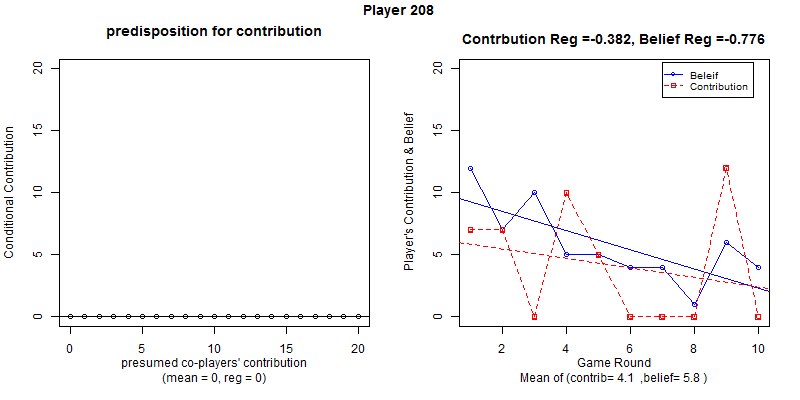 Player 208
predisposition for contribution
Conditional Contribution
20
15
10
5
0
0 5 10 15 20
presumed co-players' contribution
(mean = 0, reg = 0)
Contrbution Reg =-0.382, Belief Reg =-0.776
Player's Contribution & Belief
20
15
10
5
0
Beleif
Contribution
2 4 6 8 10
Game Round
Mean of (contrib= 4.1 ,belief= 5.8 )